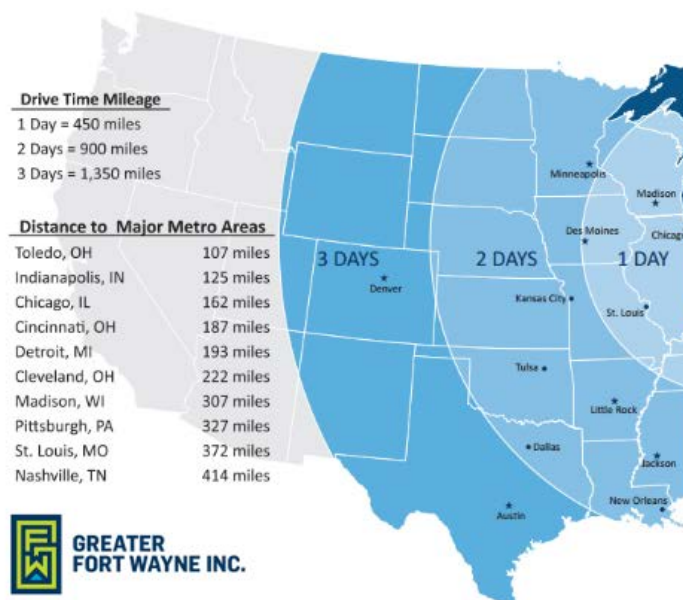 Drive Time Mileage
1 Day = 450 miles
2 Days = 900 miles
3 Days = 1,350 miles
Distance to Major Metro Areas
Toledo, OH 107 miles
Indianapolis, IN 125 miles
Chicago, IL 162 miles
Cincinnati, OH 187 miles
Detroit, MI 193 miles
Cleveland, OH 222 miles
Madison, WI 307 miles
Pittsburgh, PA 327 miles
St. Louis, MO 372 miles
Nashville, TN 414 miles
Minneapolis
Madison
Des Moines
Chicago
3 DAYS
2 DAYS
1 DAY
Denver
Kansas City
St. Louis
Tulsa
Little Rock
Dallas
Jackson
New Orleans
Austin
FGW
GREATER
FORT WAYNE INC.